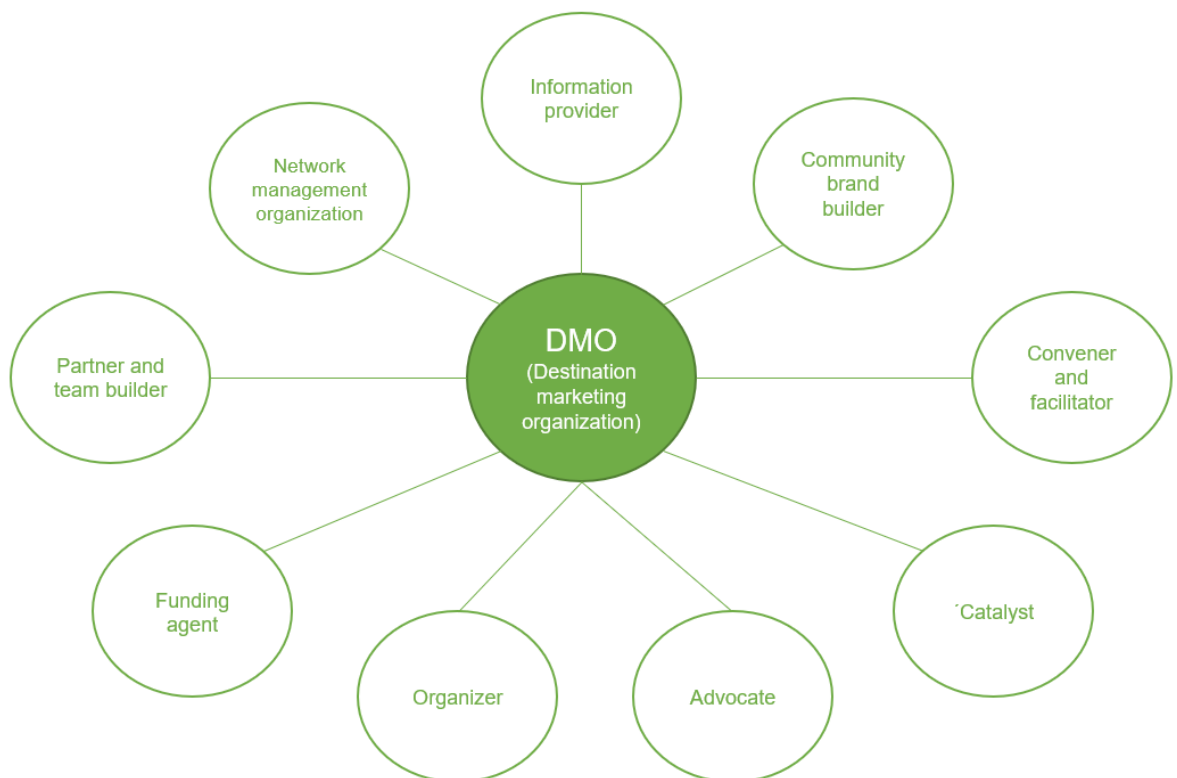 Information
provider
Community
brand
builder
Network
management
organization
DMO
(Destination
marketing
organization)
Partner and
team builder
Convener
and
facilitator
Funding
agent
Organizer
Advocate
´Catalyst